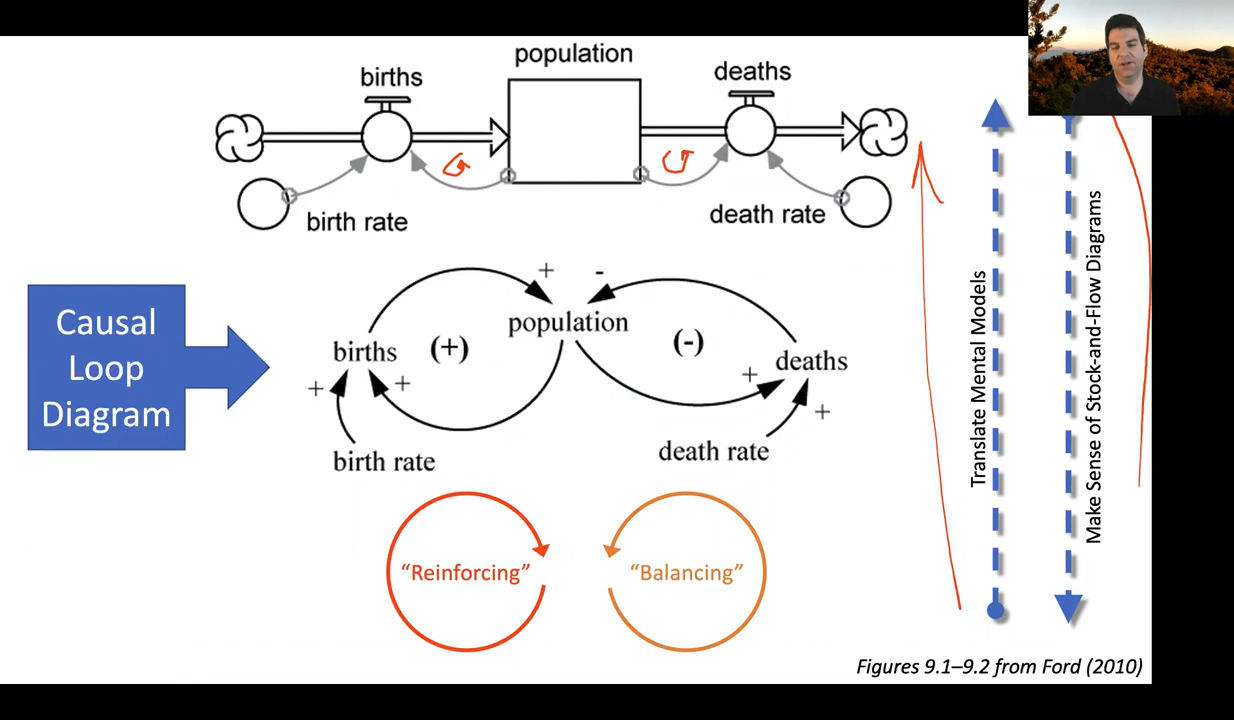 population
births
deaths
birth rate
death rate
Causal
Loop
Diagram
+
-
population
births
(+)
(-)
deaths
+
+
+
+
birth rate
death rate
“Reinforcing”
“Balancing”
Translate Mental Models
Make Sense of Stock-and-Flow Diagrams
Figures 9.1–9.2 from Ford (2010)